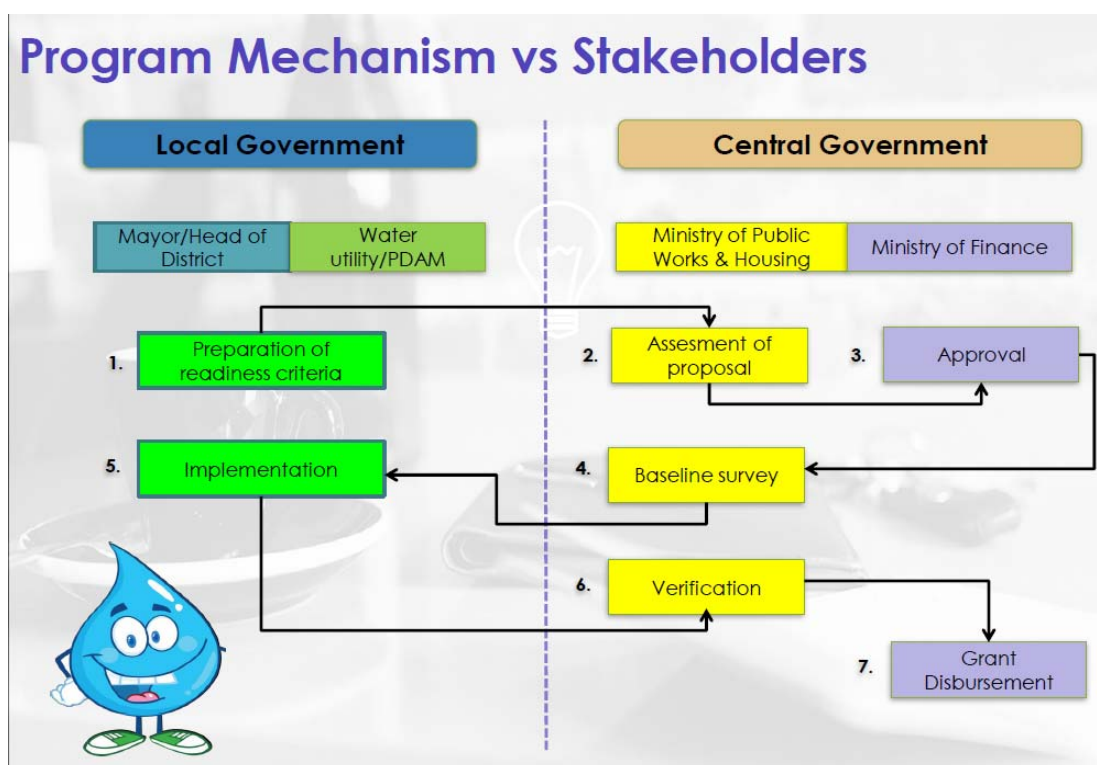 Program Mechanism vs Stakeholders
Local Government
Central Government
Mayor/Head of
District
Water
utility/PDAM
Ministry of Public
Works & Housing
Ministry of Finance
1.
Preparation of
readiness criteria
2.
Assesment of
proposal
3.
Approval
5.
Implementation
4.
Baseline survey
6.
Verification
7.
Grant
Disbursement